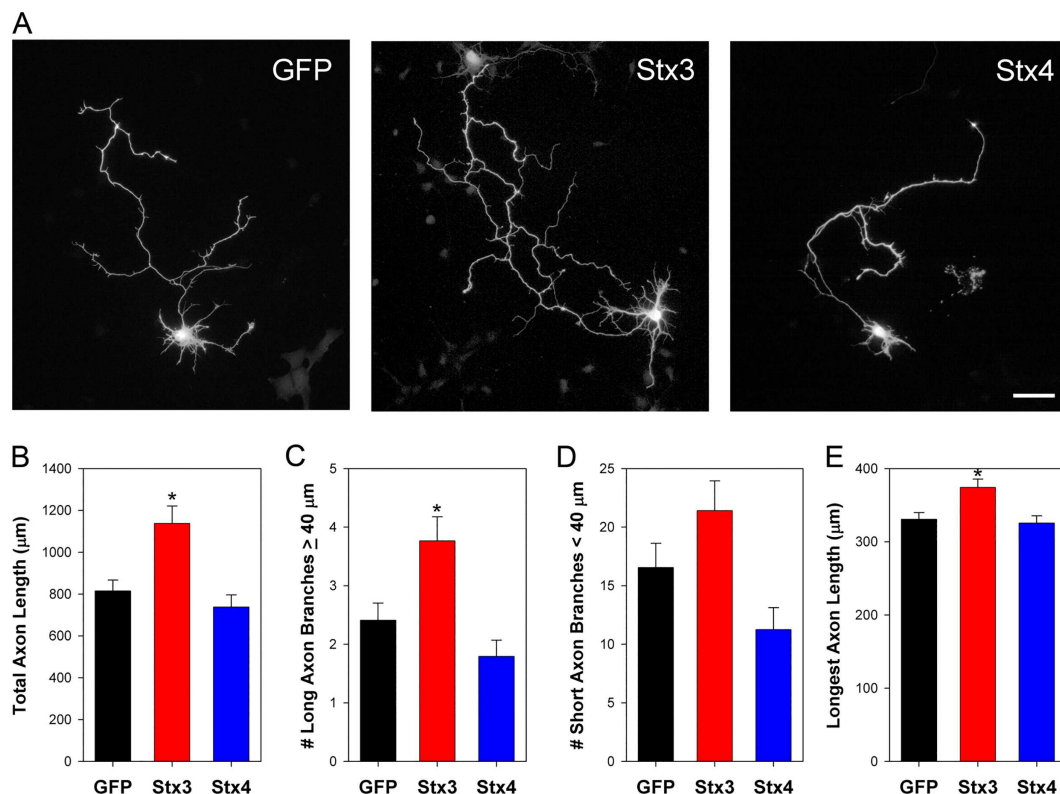 A
GFP
Stx3
Stx4
B
Total Axon Length (μm)
1400
1200
1000
800
600
400
200
0
*
GFP Stx3 Stx4
C
# Long Axon Branches ≥ 40 μm
5
4
3
2
1
0
*
GFP Stx3 Stx4
D
# Short Axon Branches < 40 μm
25
20
15
10
5
0
GFP Stx3 Stx4
E
Longest Axon Length (μm)
400
300
200
100
0
*
GFP Stx3 Stx4